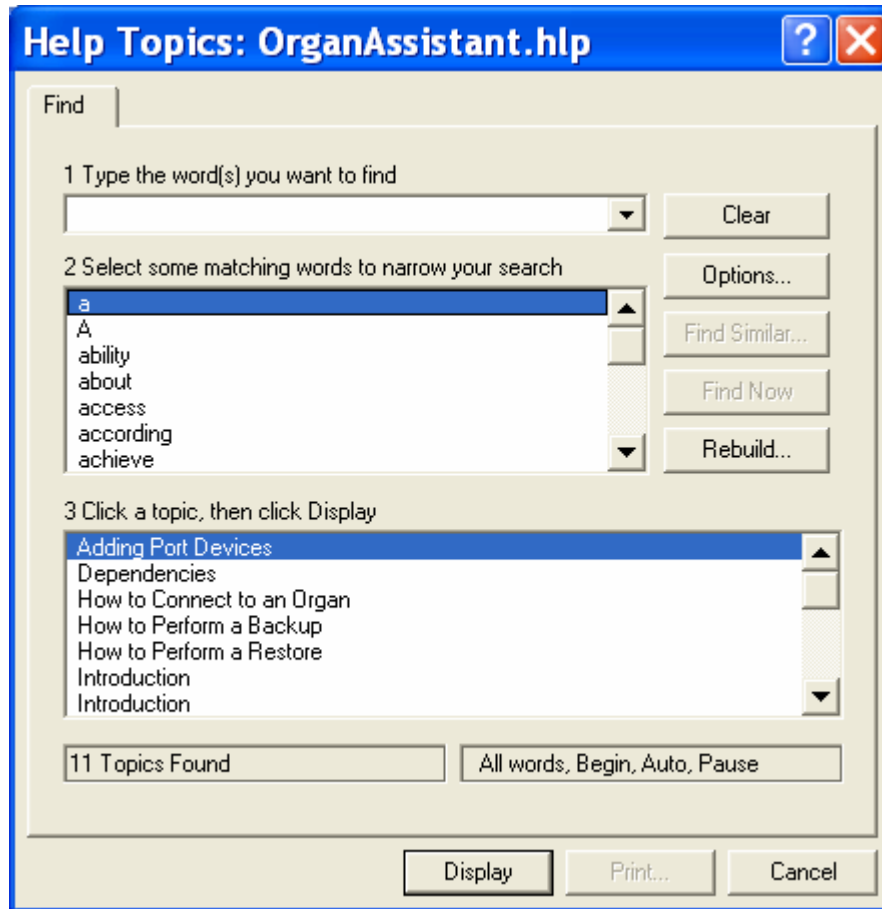 Help Topics: OrganAssistant.hlp
Find
1 Type the word(s) you want to find
Clear
2 Select some matching words to narrow your search
Options...
a
A
ability
about
access
according
achieve
Find Similar...
Find Now
Rebuild...
3 Click a topic, then click Display
Adding Port Devices
Dependencies
How to Connect to an Organ
How to Perform a Backup
How to Perform a Restore
Introduction
Introduction
11 Topics Found
All words, Begin, Auto, Pause
Display
Print...
Cancel